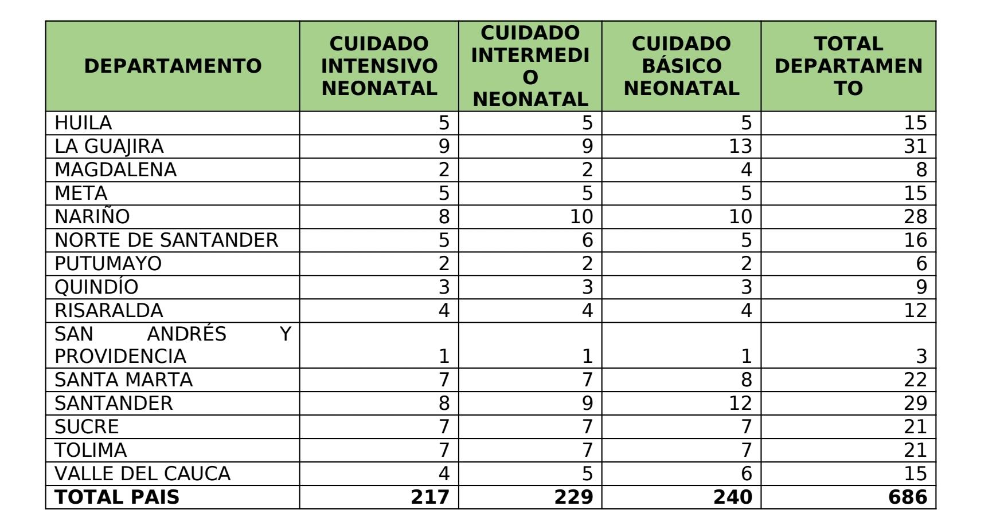 DEPARTAMENTO CUIDADO INTENSIVO NEONATAL CUIDADO INTERMEDI O NEONATAL CUIDADO BÁSICO NEONATAL TOTAL DEPARTAMEN TO
HUILA 5 5 5 15
LA GUAJIRA 9 9 13 31
MAGDALENA 2 2 4 8
META 5 5 5 15
NARIÑO 8 10 10 28
NORTE DE SANTANDER 5 6 5 16
PUTUMAYO 2 2 2 6
QUINDÍO 3 3 3 9
RISARALDA 4 4 4 12
SAN ANDRÉS Y
PROVIDENCIA 1 1 1 3
SANTA MARTA 7 7 8 22
SANTANDER 8 9 12 29
SUCRE 7 7 7 21
TOLIMA 7 7 7 21
VALLE DEL CAUCA 4 5 6 15
TOTAL PAIS 217 229 240 686